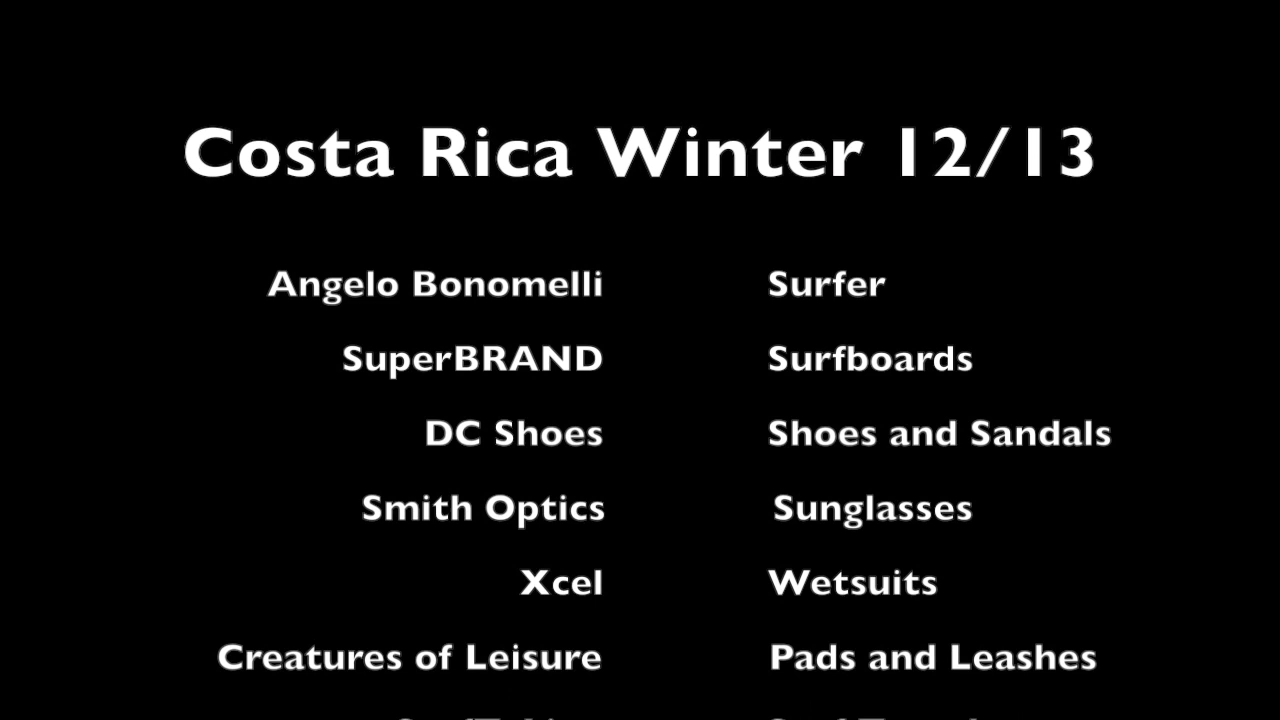 Costa Rica Winter 12/13
Angelo Bonomelli Surfer
SuperBRAND Surfboards
DC Shoes Shoes and Sandals
Smith Optics Sunglasses
Xcel Wetsuits
Creatures of Leisure Pads and Leashes